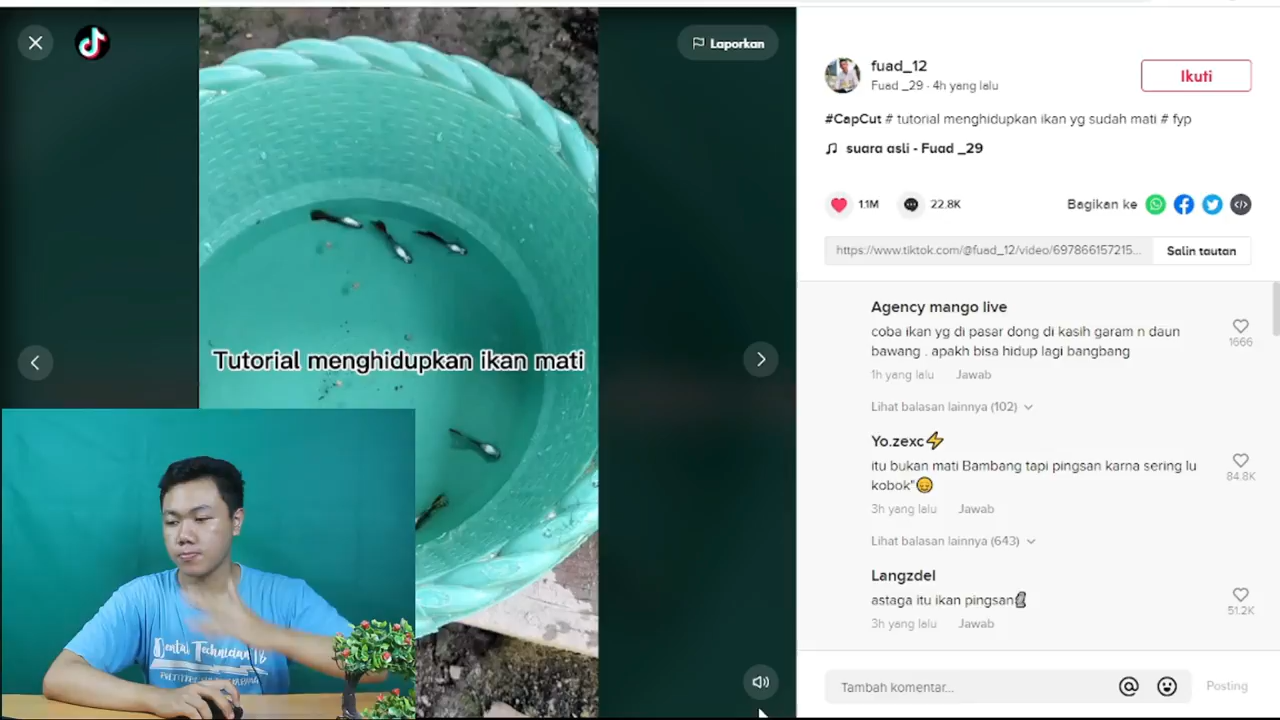 Laporkan
Tutorial menghidupkan ikan mati
fuad_12
Fuad _29 · 4h yang lalu
Ikuti
#CapCut # tutorial menghidupkan ikan yg sudah mati # fyp
suara asli - Fuad _29
1.1M
22.8K
Bagikan ke
https://www.tiktok.com/@fuad_12/video/697866157215...
Salin tautan
Agency mango live
coba ikan yg di pasar dong di kasih garam n daun
bawang . apakh bisa hidup lagi bangbang
1666
1h yang lalu Jawab
Lihat balasan lainnya (102)
Yo.zexc⚡
itu bukan mati Bambang tapi pingsan karna sering lu
kobok"😔
84.8K
3h yang lalu Jawab
Lihat balasan lainnya (643)
Langzdel
astaga itu ikan pingsan🗿
51.2K
3h yang lalu Jawab
Tambah komentar...
Posting
Dental Technician